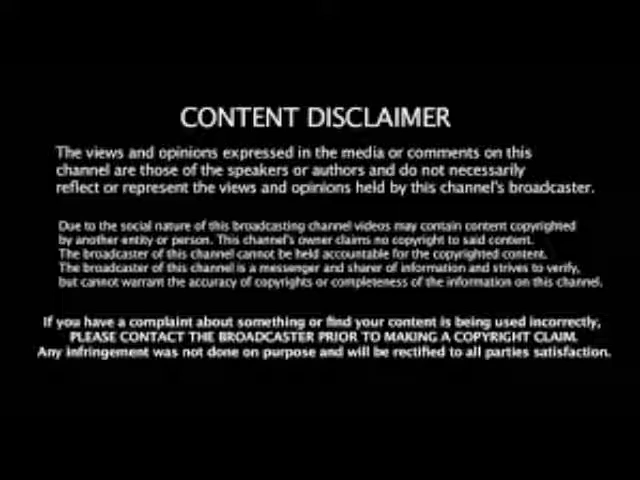 CONTENT DISCLAIMER
The views and opinions expressed in the media or comments on this
channel are those of the speakers or authors and do not necessarily
reflect or represent the views and opinions held by this channel's broadcaster.
Due to the social nature of this broadcasting channel videos may contain content copyrighted
by another entity or person. This channel's owner claims no copyright to said content.
The broadcaster of this channel cannot be held accountable for the copyrighted content.
The broadcaster of this channel is a messenger and sharer of information and strives to verify,
but cannot warrant the accuracy of copyrights or completeness of the information on this channel.
If you have a complaint about something or find your content is being used incorrectly,
PLEASE CONTACT THE BROADCASTER PRIOR TO MAKING A COPYRIGHT CLAIM.
Any infringement was not done on purpose and will be rectified to all parties satisfaction.